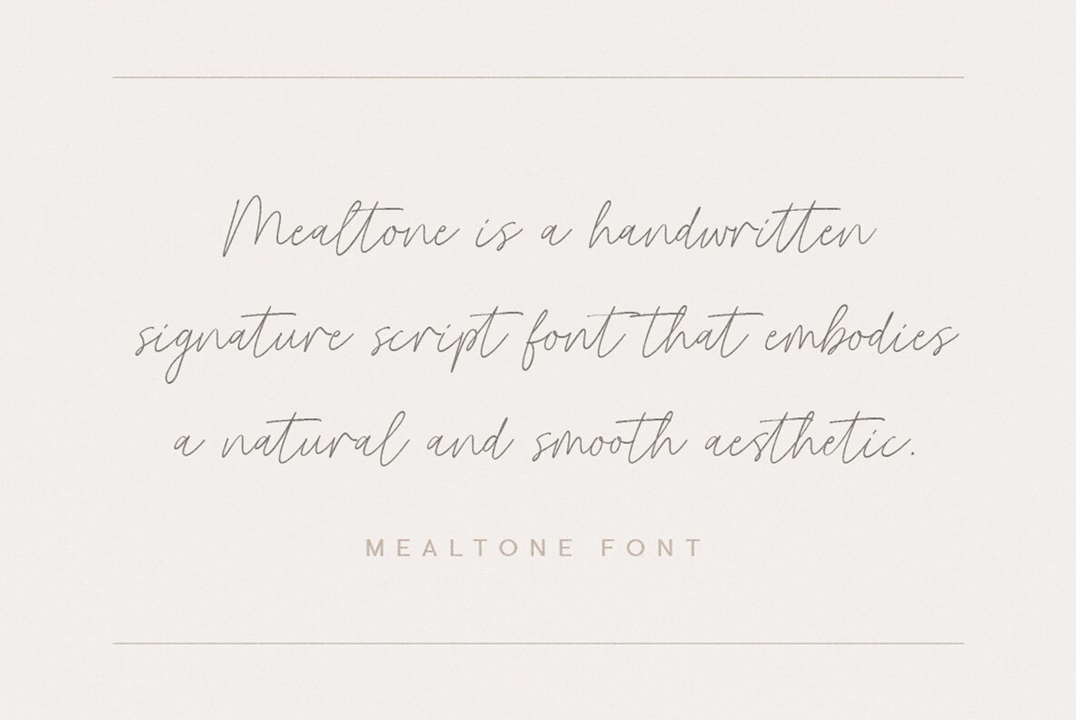 Mealtone is a handwritten
signature script font that embodies
a natural and smooth aesthetic.
MEALTONE FONT